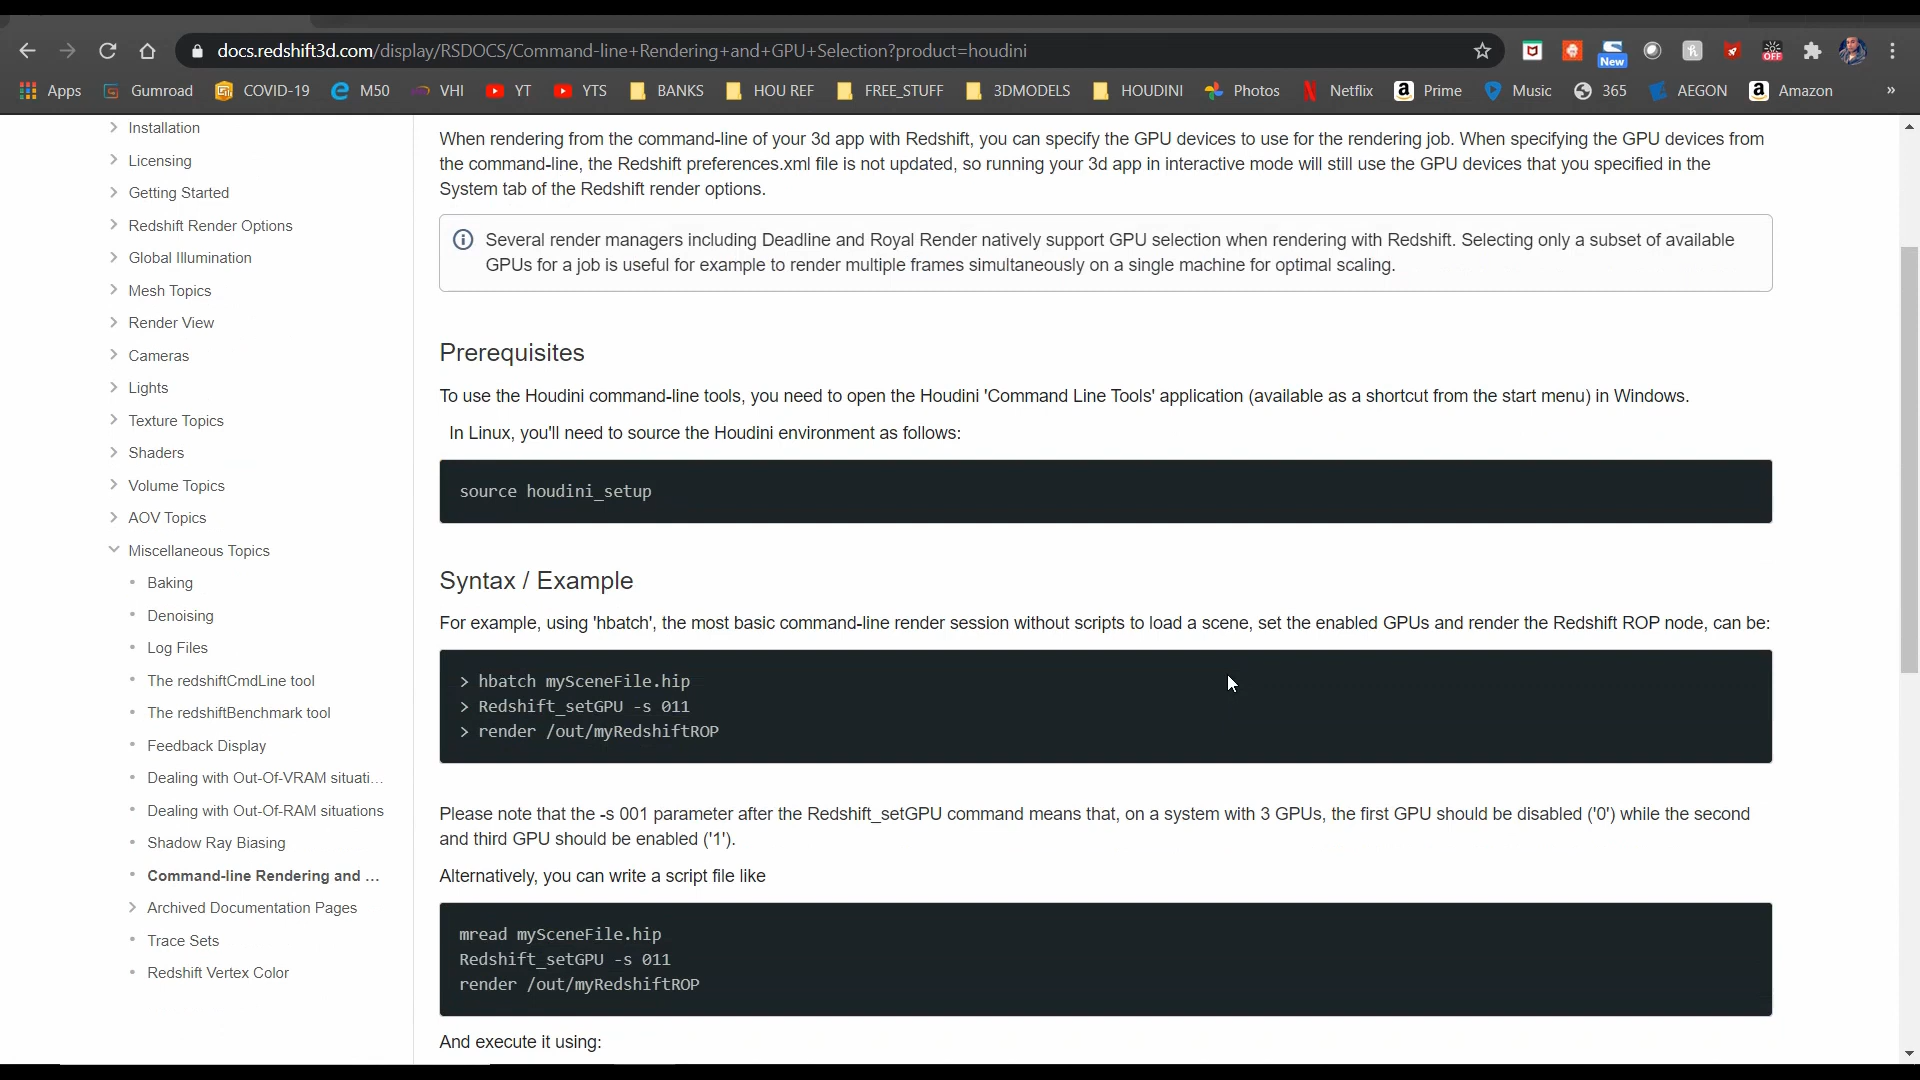 docs.redshift3d.com/display/RSDOCS/Command-line+Rendering+and+GPU+Selection?product=houdini
New
OFF
Apps Gumroad COVID-19 M50 VHI YT YTS BANKS HOU REF FREE_STUFF 3DMODELS HOUDINI Photos Netflix Prime Music 365 AEGON Amazon »
Installation
Licensing
Getting Started
Redshift Render Options
Global Illumination
Mesh Topics
Render View
Cameras
Lights
Texture Topics
Shaders
Volume Topics
AOV Topics
Miscellaneous Topics
Baking
Denoising
Log Files
The redshiftCmdLine tool
The redshiftBenchmark tool
Feedback Display
Dealing with Out-Of-VRAM situati...
Dealing with Out-Of-RAM situations
Shadow Ray Biasing
Command-line Rendering and ...
Archived Documentation Pages
Trace Sets
Redshift Vertex Color
When rendering from the command-line of your 3d app with Redshift, you can specify the GPU devices to use for the rendering job. When specifying the GPU devices from
the command-line, the Redshift preferences.xml file is not updated, so running your 3d app in interactive mode will still use the GPU devices that you specified in the
System tab of the Redshift render options.
Several render managers including Deadline and Royal Render natively support GPU selection when rendering with Redshift. Selecting only a subset of available
GPUs for a job is useful for example to render multiple frames simultaneously on a single machine for optimal scaling.
Prerequisites
To use the Houdini command-line tools, you need to open the Houdini 'Command Line Tools' application (available as a shortcut from the start menu) in Windows.
In Linux, you'll need to source the Houdini environment as follows:
source houdini_setup
Syntax / Example
For example, using 'hbatch', the most basic command-line render session without scripts to load a scene, set the enabled GPUs and render the Redshift ROP node, can be:
> hbatch mySceneFile.hip
> Redshift_setGPU -s 011
> render /out/myRedshiftROP
Please note that the -s 001 parameter after the Redshift_setGPU command means that, on a system with 3 GPUs, the first GPU should be disabled ('0') while the second
and third GPU should be enabled ('1').
Alternatively, you can write a script file like
mread mySceneFile.hip
Redshift_setGPU -s 011
render /out/myRedshiftROP
And execute it using: